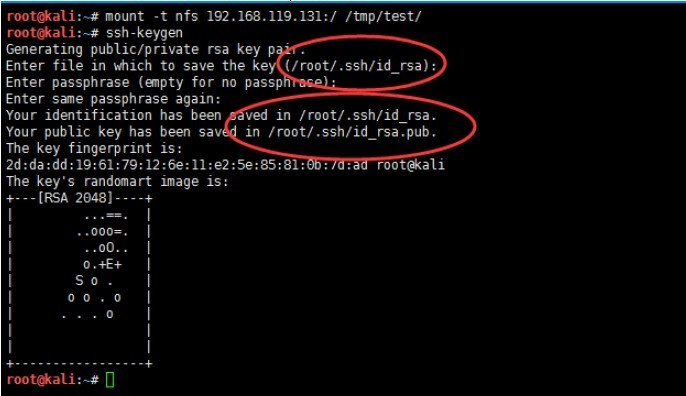 root@kali:~# mount -t nfs 192.168.119.131:/ /tmp/test/
root@kali:~# ssh-keygen
Generating public/private rsa key pair.
Enter file in which to save the key (/root/.ssh/id_rsa):
Enter passphrase (empty for no passphrase):
Enter same passphrase again:
Your identification has been saved in /root/.ssh/id_rsa.
Your public key has been saved in /root/.ssh/id_rsa.pub.
The key fingerprint is:
2d:da:dd:19:61:79:12:6e:11:e2:5e:85:81:0b:7d:ad root@kali
The key's randomart image is:
+---[RSA 2048]----+
|         ...==.  |
|        ..ooo=.  |
|         ..oO..  |
|         o.+E+   |
|        S o .    |
|       o o . o   |
|      . . . o    |
|                 |
|                 |
+-----------------+
root@kali:~#